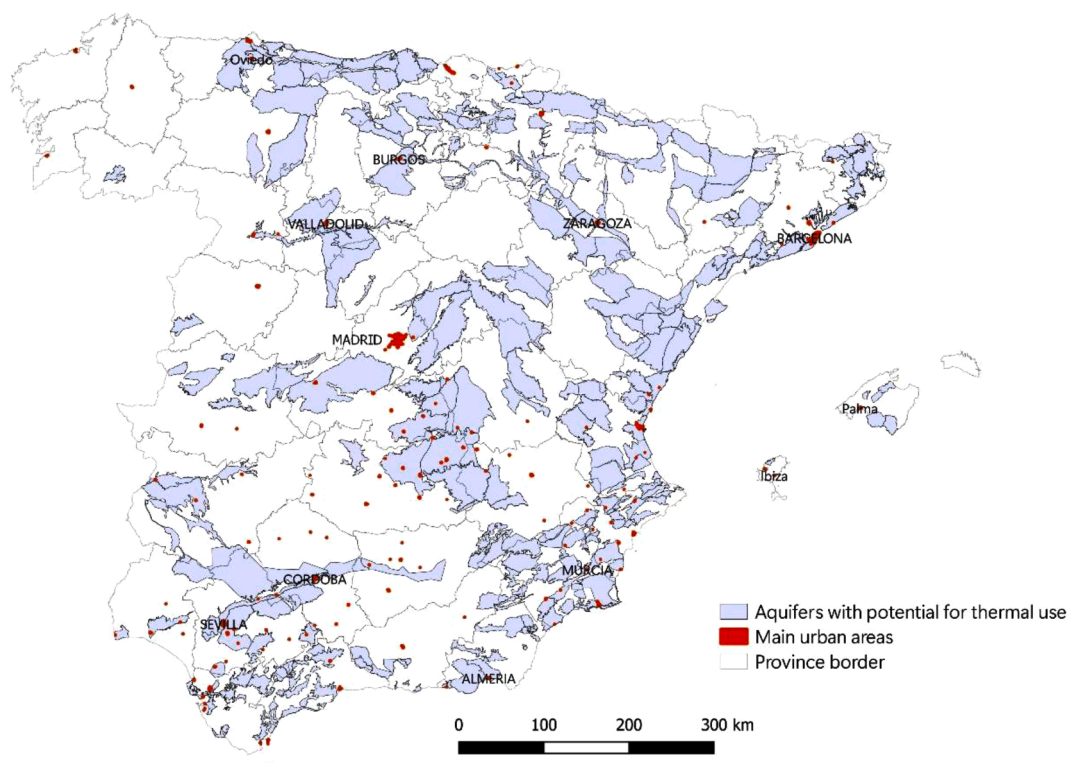 Oviedo
BURGOS
VALLADOLID
ZARAGOZA
BARCELONA
MADRID
Palma
Ibiza
MURCIA
CORDOBA
SEVILLA
ALMERIA
Aquifers with potential for thermal use
Main urban areas
Province border
0 100 200 300 km